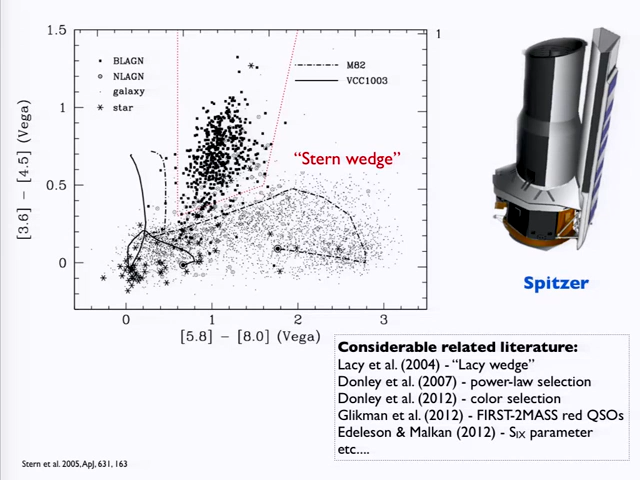 1.5
1
BLAGN
NLAGN
galaxy
star
M82
VCC1003
1
[3.6] – [4.5] (Vega)
"Stern wedge"
0.5
0
0
1
2
3
[5.8] – [8.0] (Vega)
Spitzer
Considerable related literature:
Lacy et al. (2004) - "Lacy wedge"
Donley et al. (2007) - power-law selection
Donley et al. (2012) - color selection
Glikman et al. (2012) - FIRST-2MASS red QSOs
Edeleson & Malkan (2012) - SIX parameter
etc....
Stern et al. 2005, ApJ, 631, 163